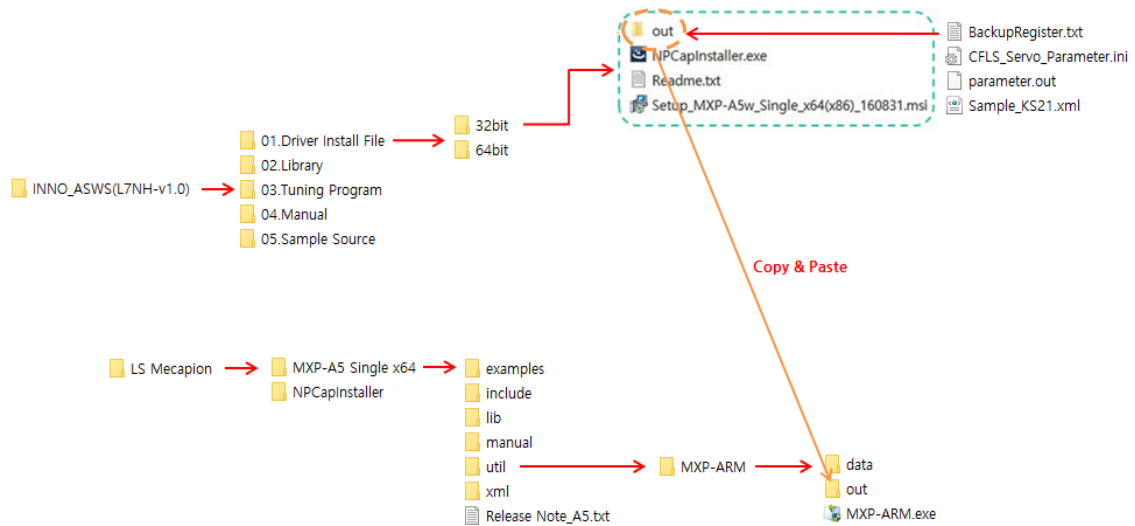 out
NPCapInstaller.exe
Readme.txt
Setup_MXP-A5w_Single_x64(x86)_160831.msi
BackupRegister.txt
CFLS_Servo_Parameter.ini
parameter.out
Sample_KS21.xml
32bit
64bit
01.Driver Install File
02.Library
03.Tuning Program
04.Manual
05.Sample Source
INNO_ASWS(L7NH-v1.0)
Copy & Paste
LS Mecapion
MXP-A5 Single x64
NPCapInstaller
examples
include
lib
manual
util
xml
Release Note_A5.txt
MXP-ARM
data
out
MXP-ARM.exe